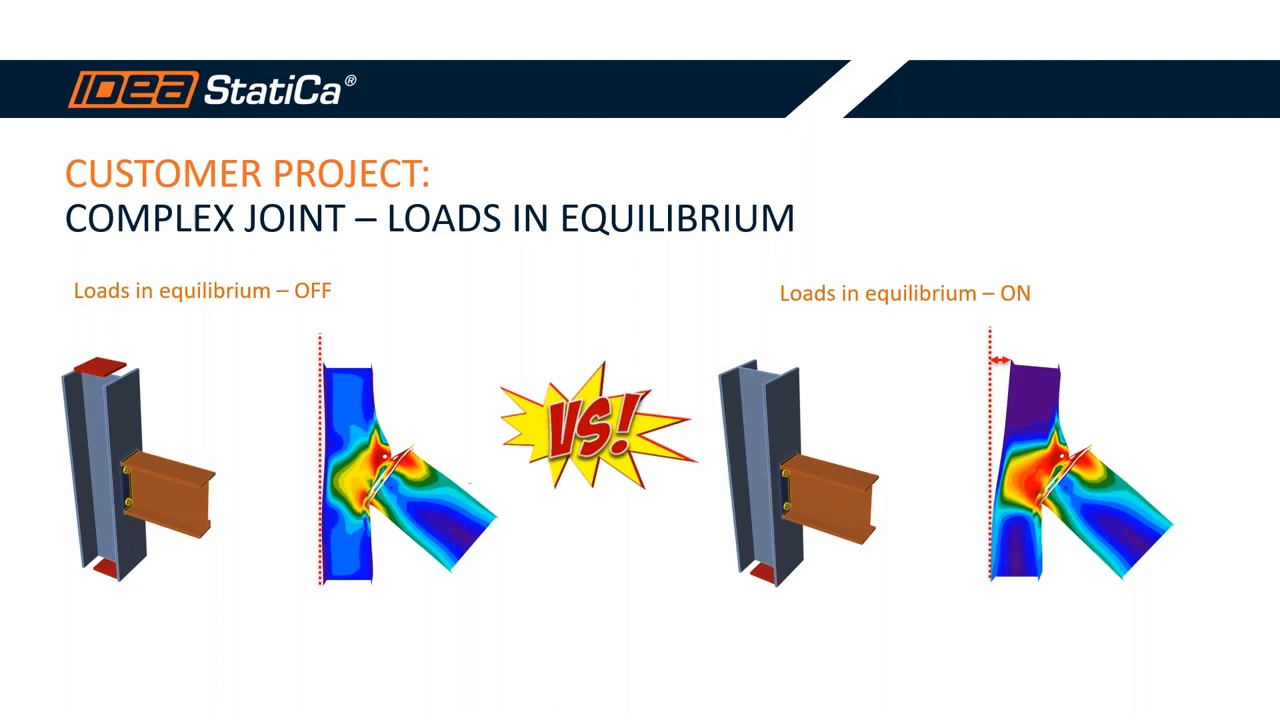 IDEA StatiCa®
CUSTOMER PROJECT:
COMPLEX JOINT – LOADS IN EQUILIBRIUM
Loads in equilibrium – OFF
Loads in equilibrium – ON
VS!